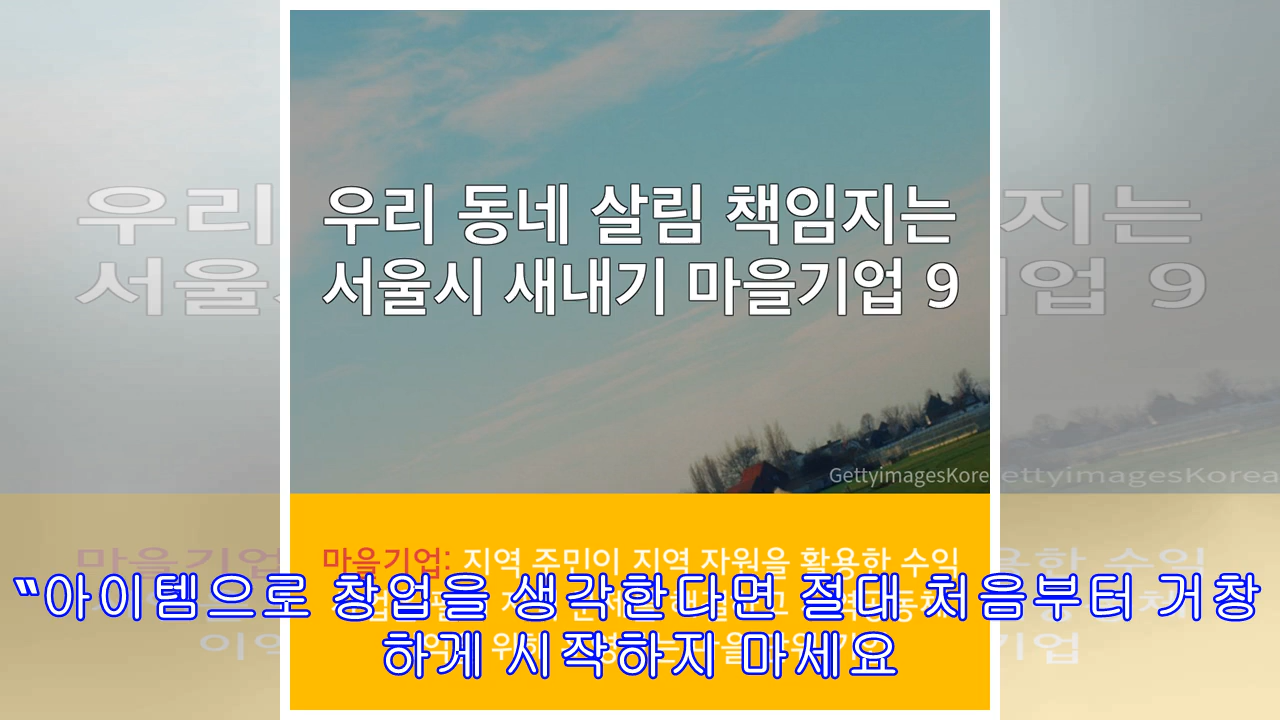 우리 동네 살림 책임지는
서울시 새내기 마을기업 9
GettyimagesKore
마을기업: 지역 주민이 지역 자원을 활용한 수익
“아이템으로 창업을 생각한다면 절대 처음부터 거창
하게 시작하지 마세요